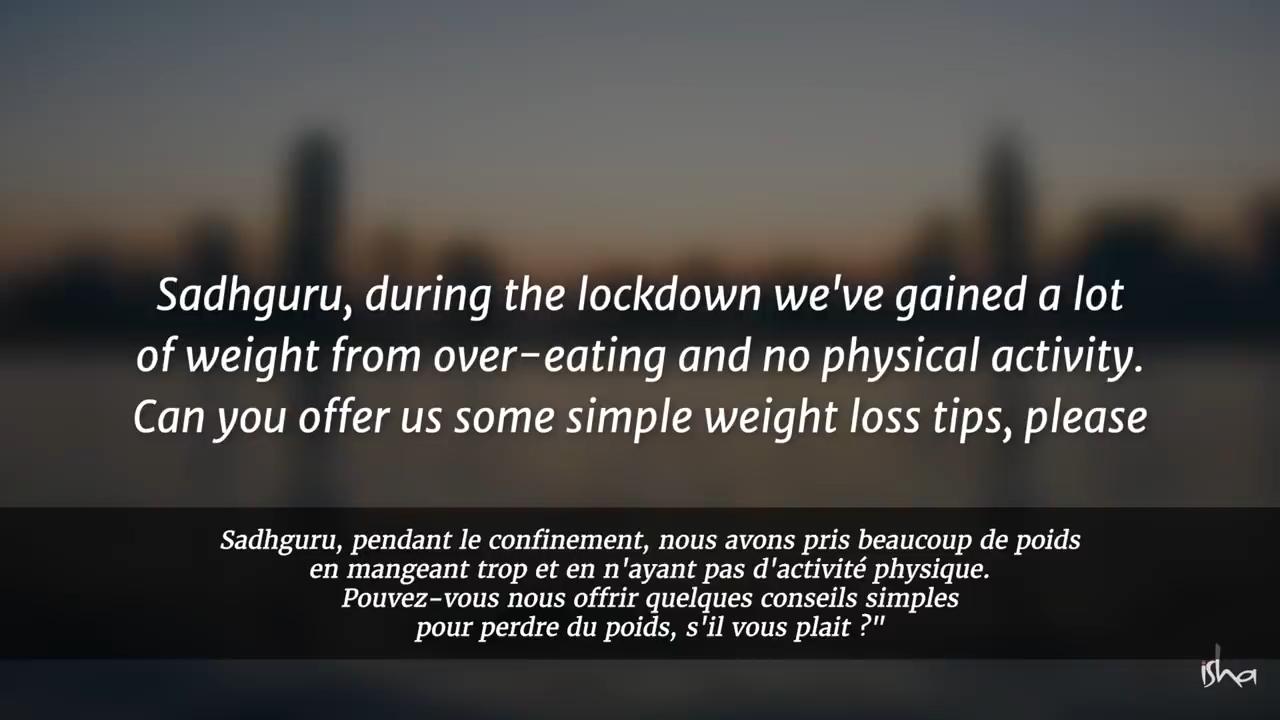 Sadhguru, during the lockdown we've gained a lot
of weight from over-eating and no physical activity.
Can you offer us some simple weight loss tips, please
Sadhguru, pendant le confinement, nous avons pris beaucoup de poids
en mangeant trop et en n'ayant pas d'activité physique.
Pouvez-vous nous offrir quelques conseils simples
pour perdre du poids, s'il vous plait ?"
isha